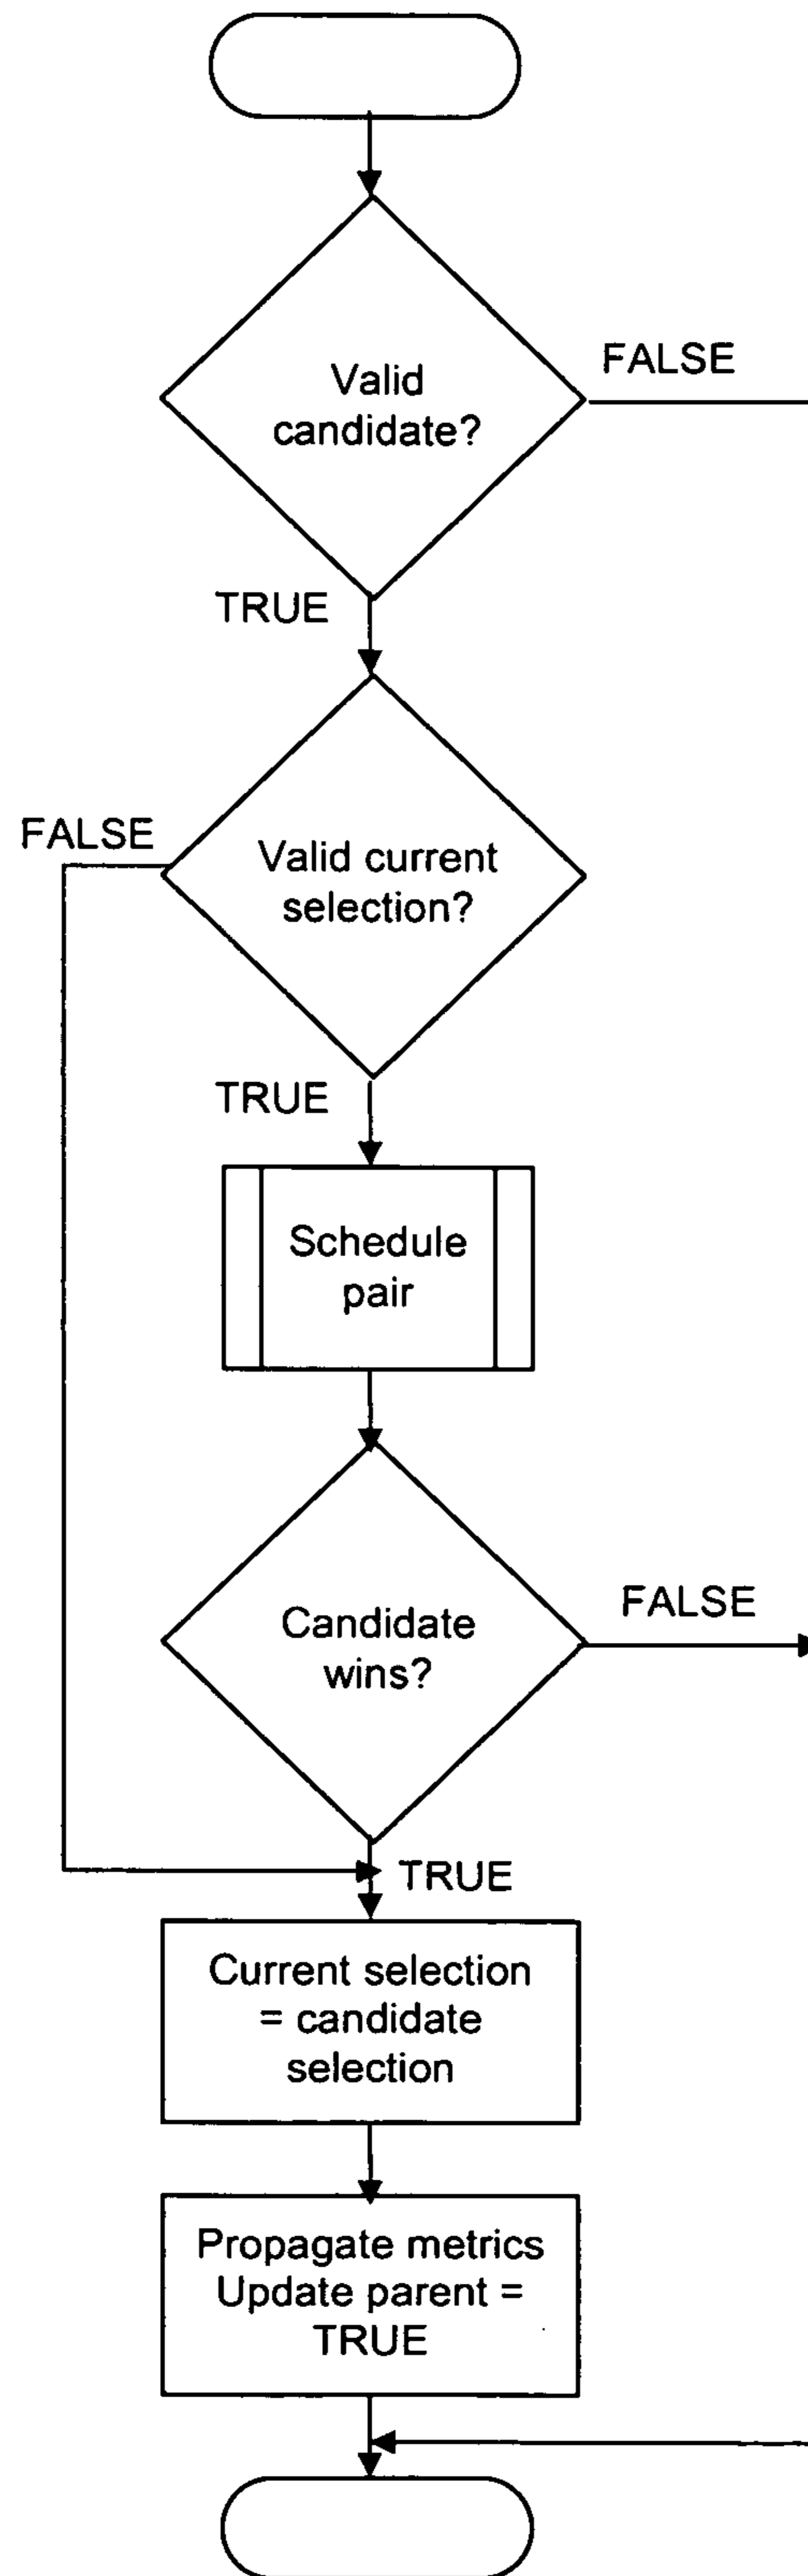 Valid
candidate?
FALSE
TRUE
FALSE
Valid current
selection?
TRUE
Schedule
pair
Candidate
wins?
FALSE
TRUE
Current selection
= candidate
selection
Propagate metrics
Update parent =
TRUE